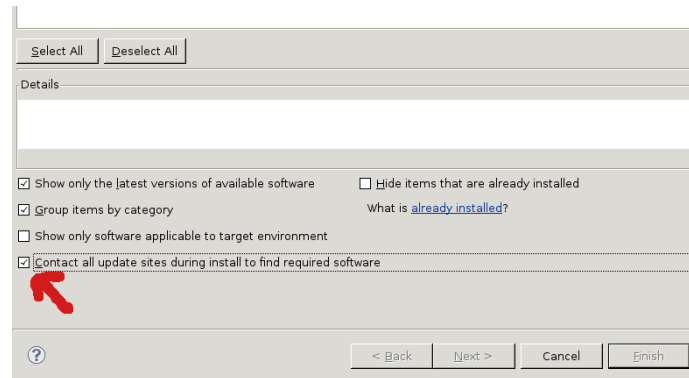 Select All Deselect All
Details
Show only the latest versions of available software Hide items that are already installed
Group items by category What is already installed?
Show only software applicable to target environment
Contact all update sites during install to find required software
? < Back Next > Cancel Finish